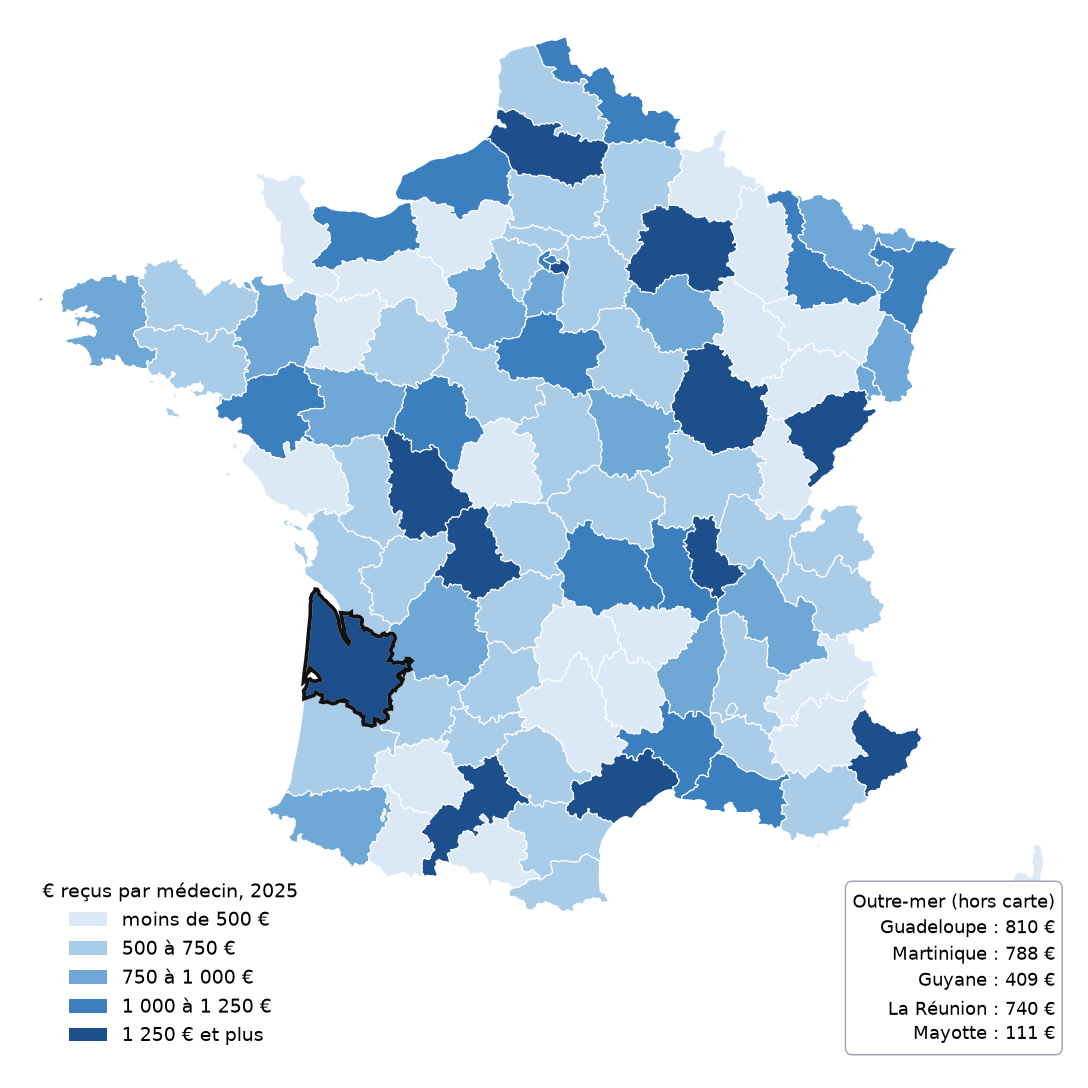 € reçus par médecin, 2025
moins de 500 €
500 à 750 €
750 à 1 000 €
1 000 à 1 250 €
1 250 € et plus
Outre-mer (hors carte)
Guadeloupe : 810 €
Martinique : 788 €
Guyane : 409 €
La Réunion : 740 €
Mayotte : 111 €